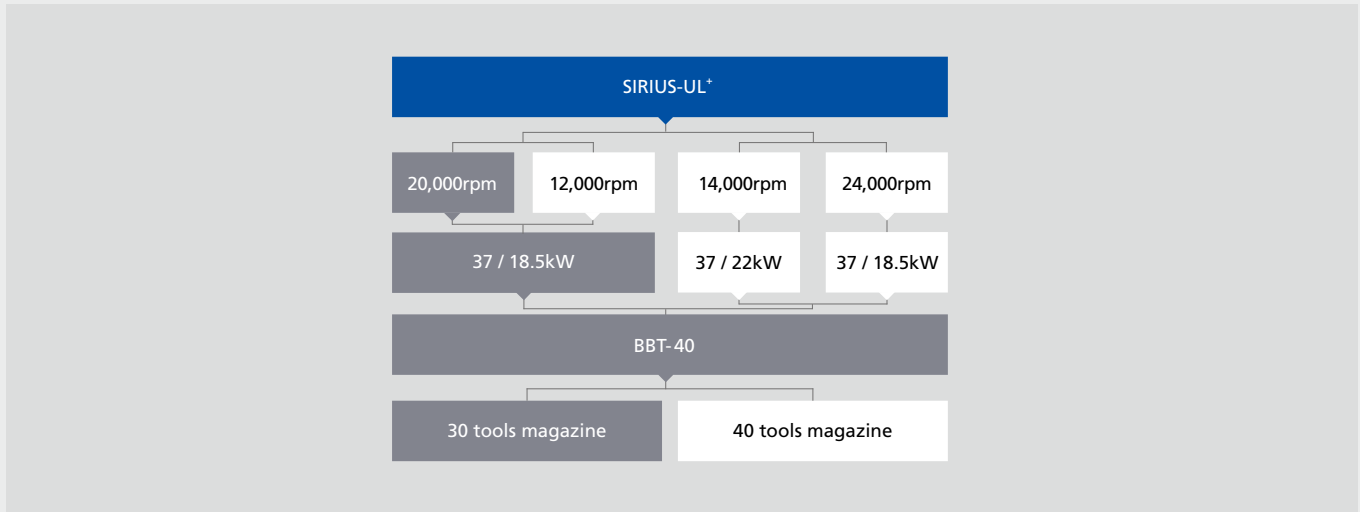 SIRIUS-UL⁺
20,000rpm
12,000rpm
14,000rpm
24,000rpm
37 / 18.5kW
37 / 22kW
37 / 18.5kW
BBT-40
30 tools magazine
40 tools magazine